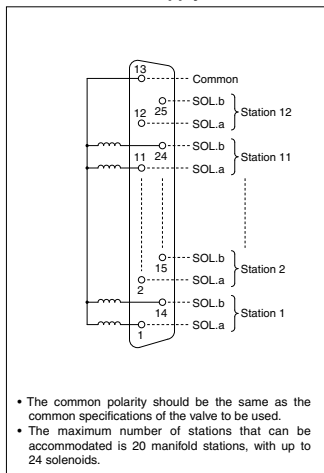 13
Common
SOL.b
25
12
SOL.a
Station 12
SOL.b
24
11
SOL.a
Station 11
SOL.b
15
2
SOL.a
Station 2
SOL.b
14
1
SOL.a
Station 1
• The common polarity should be the same as the
common specifications of the valve to be used.
• The maximum number of stations that can be
accommodated is 20 manifold stations, with up to
24 solenoids.